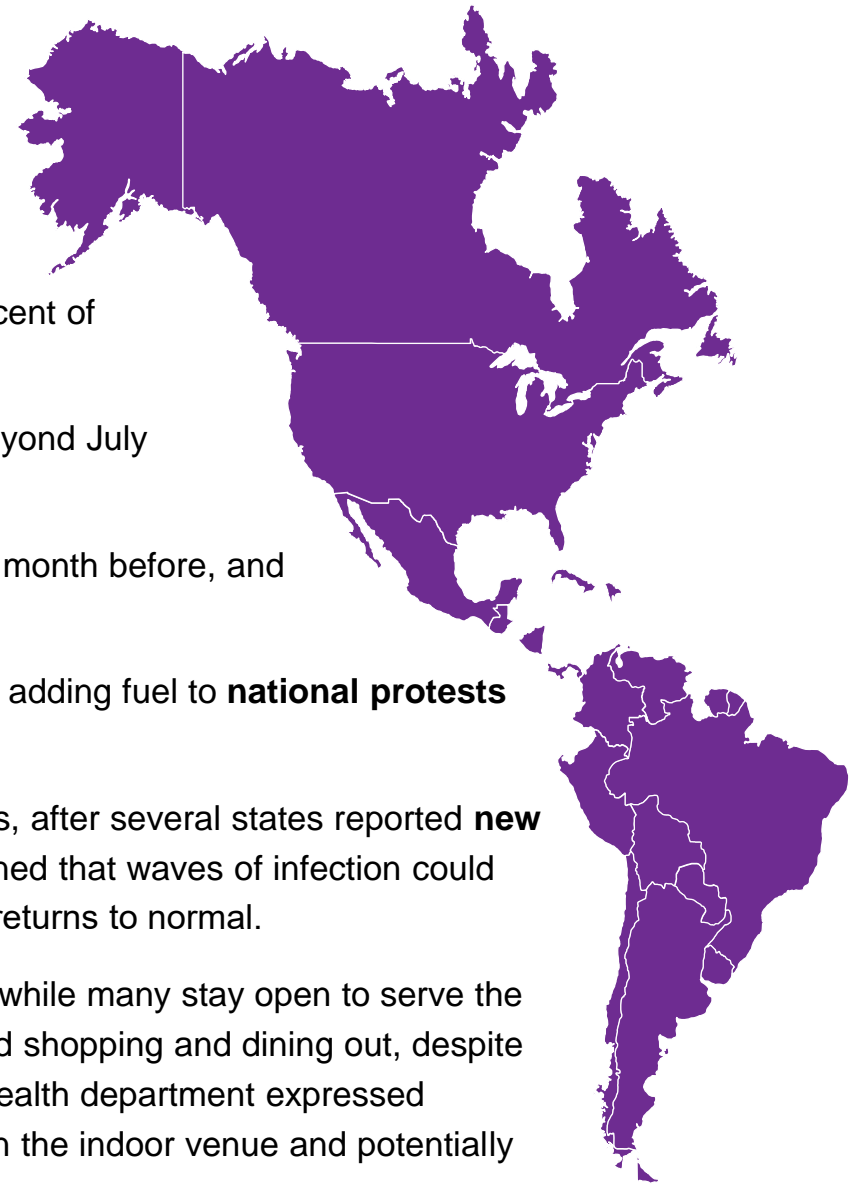 cent of
yond July
month before, and
adding fuel to national protests
s, after several states reported new
ned that waves of infection could
returns to normal.
while many stay open to serve the
d shopping and dining out, despite
ealth department expressed
n the indoor venue and potentially